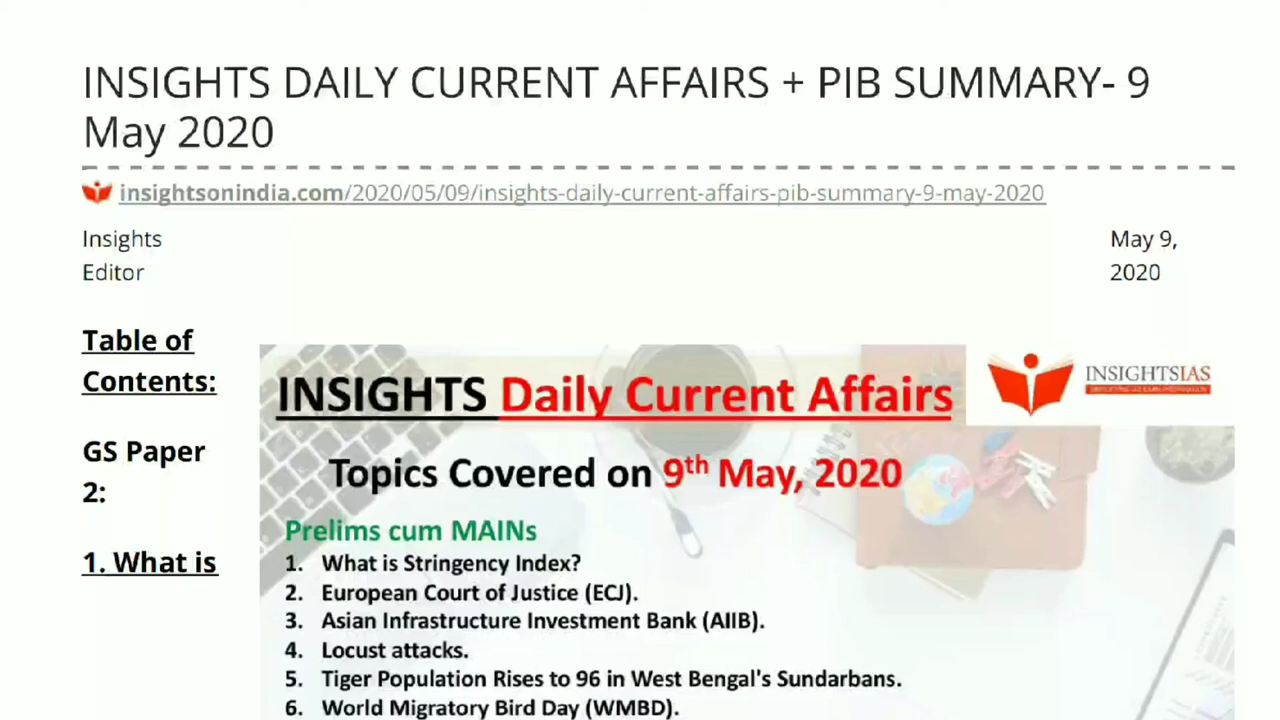 INSIGHTS DAILY CURRENT AFFAIRS + PIB SUMMARY- 9
May 2020
insightsonindia.com/2020/05/09/insights-daily-current-affairs-pib-summary-9-may-2020
Insights
Editor
May 9,
2020
Table of
Contents:
GS Paper
2:
1. What is
INSIGHTS Daily Current Affairs
INSIGHTSIAS
Topics Covered on 9th May, 2020
Prelims cum MAINs
1. What is Stringency Index?
2. European Court of Justice (ECJ).
3. Asian Infrastructure Investment Bank (AIIB).
4. Locust attacks.
5. Tiger Population Rises to 96 in West Bengal's Sundarbans.
6. World Migratory Bird Day (WMBD).